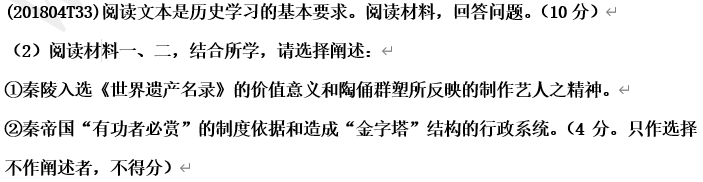 (201804T33)阅读文本是历史学习的基本要求。阅读材料，回答问题。（10 分）↵
（2）阅读材料一、二，结合所学，请选择阐述：↵
①秦陵入选《世界遗产名录》的价值意义和陶俑群塑所反映的制作艺人之精神。↵
②秦帝国“有功者必赏”的制度依据和造成“金字塔”结构的行政系统。（4 分。只作选择
不作阐述者，不得分）↵